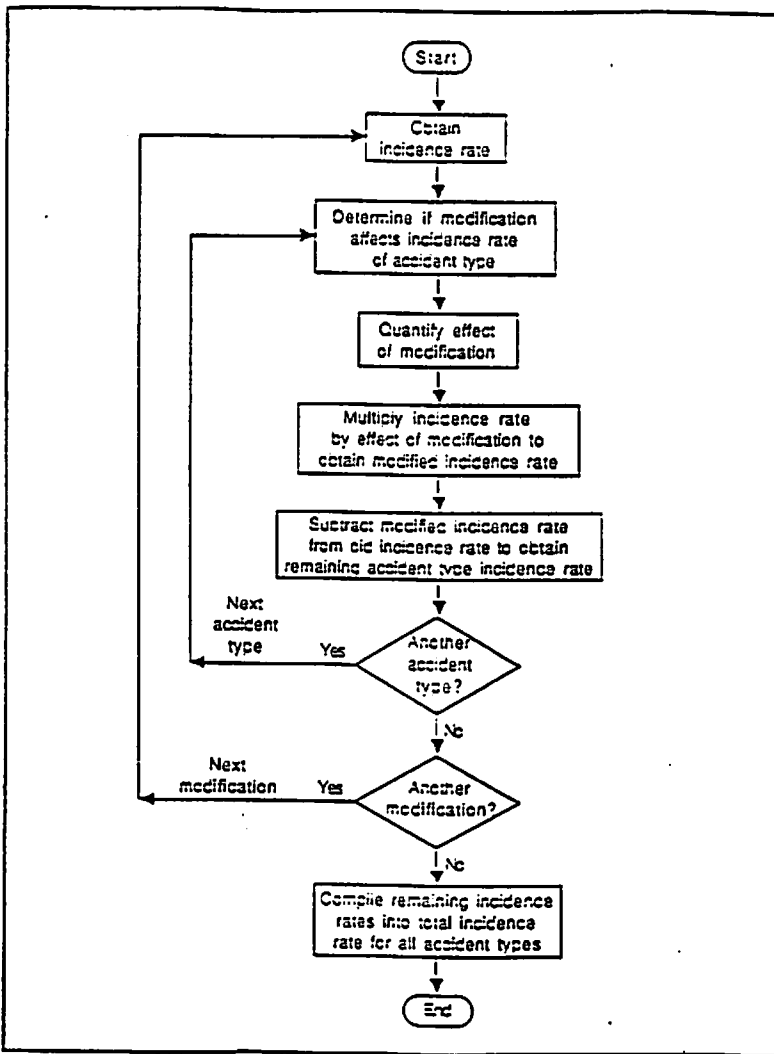 Start
Obtain
incidence rate
Determine if modification
affects incidence rate
of accident type
Quantify effect
of modification
Multiply incidence rate
by effect of modification to
obtain modified incidence rate
Subtract modified incidence rate
from old incidence rate to obtain
remaining accident type incidence rate
Next
accident
type
Yes
Another
accident
type?
No
Next
modification
Yes
Another
modification?
No
Compile remaining incidence
rates into total incidence
rate for all accident types
End